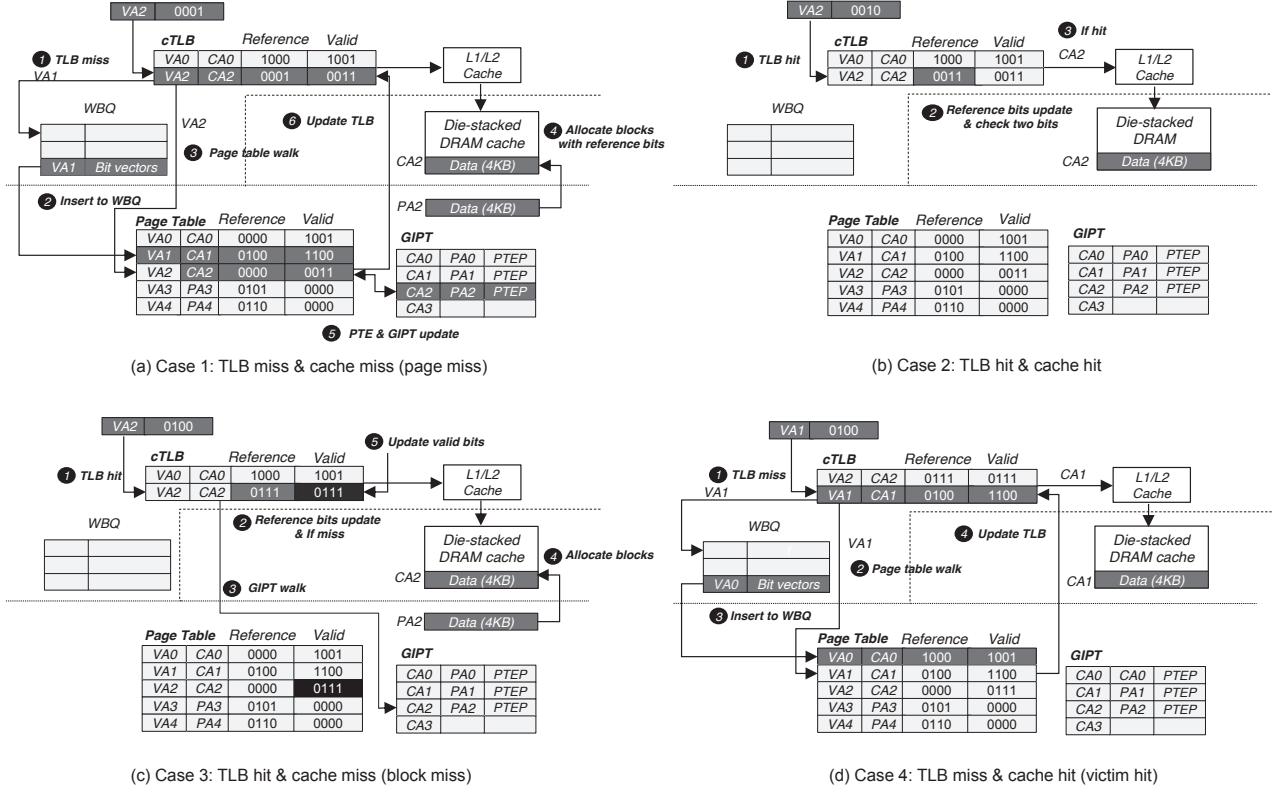 VA2 0001
cTLB Reference Valid
1 TLB miss
VA0 CA0 1000 1001
VA2 CA2 0001 0011
VA1
L1/L2
Cache
WBQ
VA2
6 Update TLB
3 Page table walk
Die-stacked
DRAM cache
4 Allocate blocks
with reference bits
VA1 Bit vectors
CA2 Data (4KB)
2 Insert to WBQ
PA2 Data (4KB)
Page Table Reference Valid
VA0 CA0 0000 1001
VA1 CA1 0100 1100
VA2 CA2 0000 0011
VA3 PA3 0101 0000
VA4 PA4 0110 0000
GIPT
CA0 PA0 PTEP
CA1 PA1 PTEP
CA2 PA2 PTEP
CA3
5 PTE & GIPT update
(a) Case 1: TLB miss & cache miss (page miss)
VA2 0010
3 If hit
cTLB Reference Valid
CA2
1 TLB hit
VA0 CA0 1000 1001
VA2 CA2 0011 0011
L1/L2
Cache
WBQ
2 Reference bits update
& check two bits
Die-stacked
DRAM
CA2 Data (4KB)
Page Table Reference Valid
VA0 CA0 0000 1001
VA1 CA1 0100 1100
VA2 CA2 0000 0011
VA3 PA3 0101 0000
VA4 PA4 0110 0000
GIPT
CA0 PA0 PTEP
CA1 PA1 PTEP
CA2 PA2 PTEP
CA3
(b) Case 2: TLB hit & cache hit
VA2 0100
5 Update valid bits
cTLB Reference Valid
1 TLB hit
VA0 CA0 1000 1001
VA2 CA2 0111 0111
L1/L2
Cache
WBQ
2 Reference bits update
& If miss
Die-stacked
DRAM cache
4 Allocate blocks
CA2 Data (4KB)
3 GIPT walk
PA2 Data (4KB)
Page Table Reference Valid
VA0 CA0 0000 1001
VA1 CA1 0100 1100
VA2 CA2 0000 0111
VA3 PA3 0101 0000
VA4 PA4 0110 0000
GIPT
CA0 PA0 PTEP
CA1 PA1 PTEP
CA2 PA2 PTEP
CA3
(c) Case 3: TLB hit & cache miss (block miss)
VA1 0100
cTLB Reference Valid
1 TLB miss
VA2 CA2 0111 0111
VA1 CA1 0100 1100
CA1
VA1
L1/L2
Cache
WBQ
4 Update TLB
VA1
2 Page table walk
Die-stacked
DRAM cache
VA0 Bit vectors
CA1 Data (4KB)
3 Insert to WBQ
Page Table Reference Valid
VA0 CA0 1000 1001
VA1 CA1 0100 1100
VA2 CA2 0000 0111
VA3 PA3 0101 0000
VA4 PA4 0110 0000
GIPT
CA0 CA0 PTEP
CA1 PA1 PTEP
CA2 PA2 PTEP
CA3
(d) Case 4: TLB miss & cache hit (victim hit)